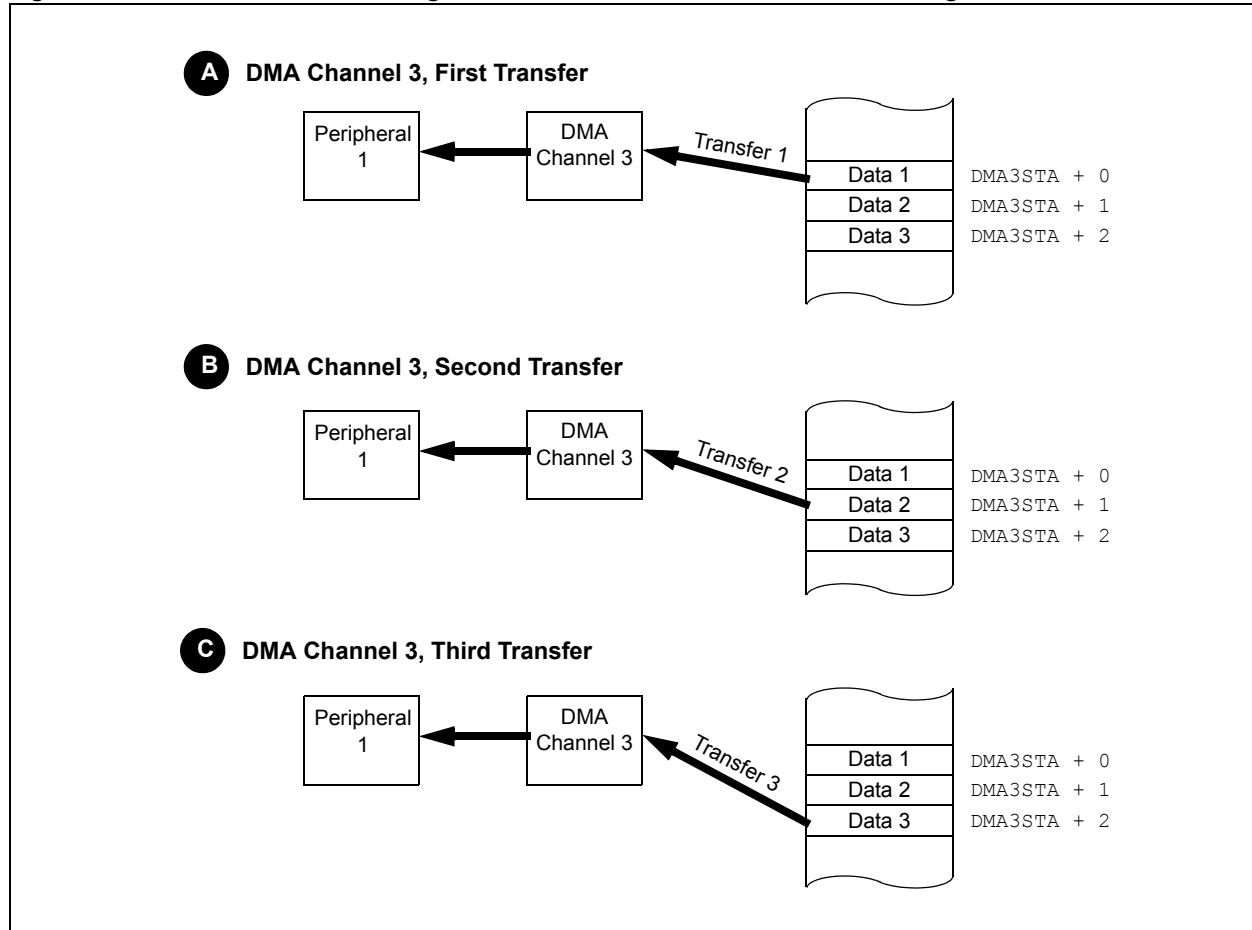 A DMA Channel 3, First Transfer
Peripheral
1
DMA
Channel 3
Transfer 1
Data 1 DMA3STA + 0
Data 2 DMA3STA + 1
Data 3 DMA3STA + 2
B DMA Channel 3, Second Transfer
Peripheral
1
DMA
Channel 3
Transfer 2
Data 1 DMA3STA + 0
Data 2 DMA3STA + 1
Data 3 DMA3STA + 2
C DMA Channel 3, Third Transfer
Peripheral
1
DMA
Channel 3
Transfer 3
Data 1 DMA3STA + 0
Data 2 DMA3STA + 1
Data 3 DMA3STA + 2